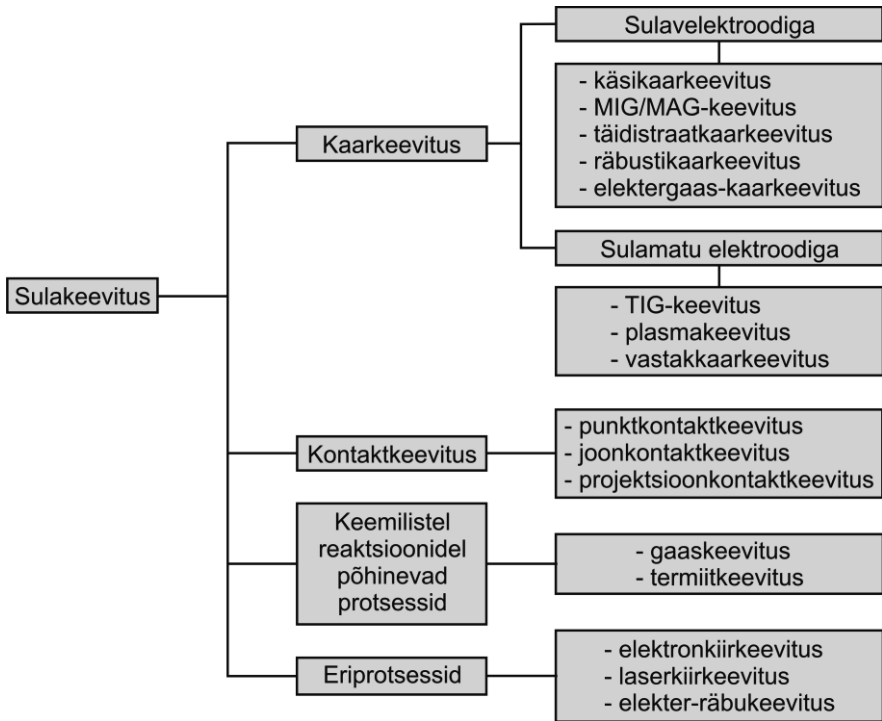 Sulakeevitus
Kaarkeevitus
Sulavelektroodiga
- käsikaarkeevitus
- MIG/MAG-keevitus
- täidistraatkaarkeevitus
- räbustikaarkeevitus
- elektergaas-kaarkeevitus
Sulamatu elektroodiga
- TIG-keevitus
- plasmakeevitus
- vastakkaarkeevitus
Kontaktkeevitus
- punktkontaktkeevitus
- joonkontaktkeevitus
- projektsioonkontaktkeevitus
Keemilistel
reaktsioonidel
põhinevad
protsessid
- gaaskeevitus
- termiitkeevitus
Eriprotsessid
- elektronkiirkeevitus
- laserkiirkeevitus
- elekter-räbukeevitus